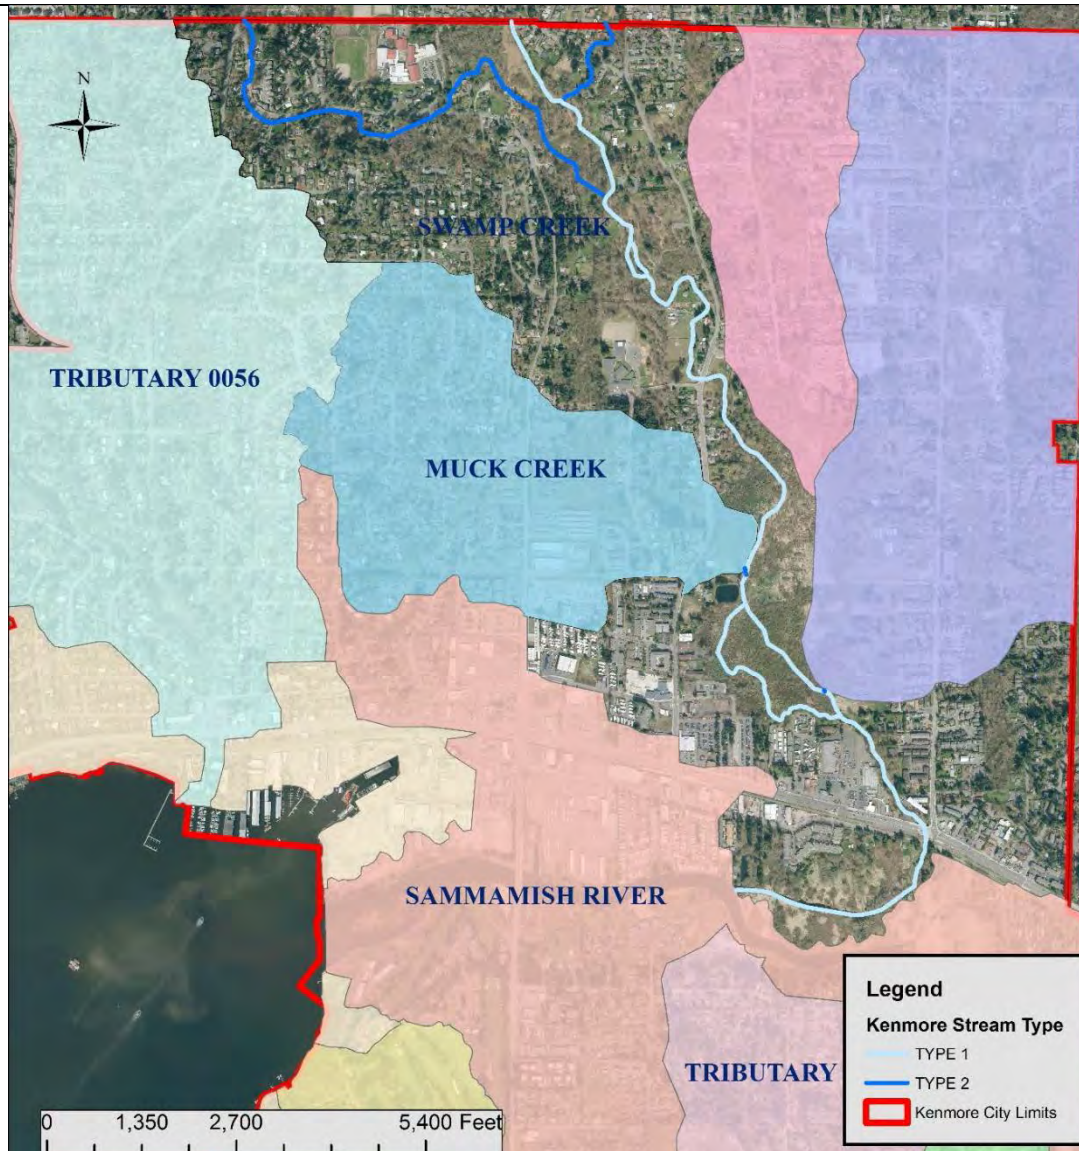 N
SWAMP CREEK
TRIBUTARY 0056
MUCK CREEK
SAMMAMISH RIVER
TRIBUTARY
Legend
Kenmore Stream Type
TYPE 1
TYPE 2
Kenmore City Limits
0 1,350 2,700 5,400 Feet